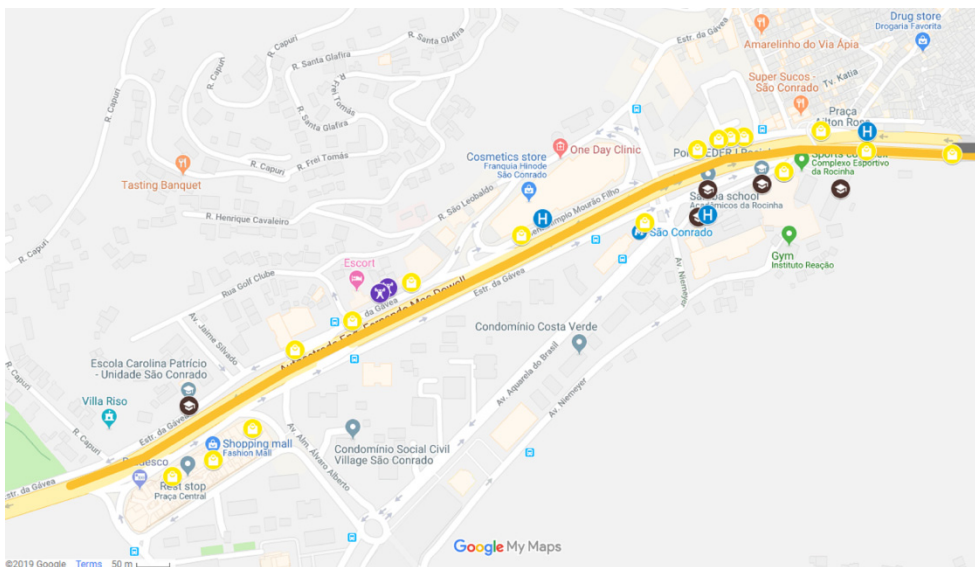 Drug store
Drogaria Favorita
R. Capuri
R. Santa Glafira
R. Santa Glafira
Estr. da Gávea
Amarelinho do Via Ápia
R. Capuri
R. Frei Tomás
R. Santa Glafira
Super Sucos -
São Conrado
Tv. Katia
Praça
Ailton Rosa
R. Capuri
H
One Day Clinic
Cosmetics store
Franquia Hinode
São Conrado
R. Frei Tomás
Complexo Esportivo
da Rocinha
Tasting Banquet
Samba school
Acadêmicos da Rocinha
R. São Leobaldo
R. Henrique Cavaleiro
H
H
São Conrado
R. Capuri
Gym
Instituto Reação
Escort
Rua Golf Clube
Estr. da Gávea
Av. Niemeyer
Av. Jaime Silvado
Condomínio Costa Verde
Escola Carolina Patrício
- Unidade São Conrado
Av. Aquarela do Brasil
Av. Niemeyer
Villa Riso
R. Capuri
Estr. da Gávea
Shopping mall
Fashion Mall
Condomínio Social Civil
Village São Conrado
Av. Alm. Álvaro Alberto
Rest stop
Praça Central
Estr. da Gávea
Google My Maps
©2019 Google Terms 50 m